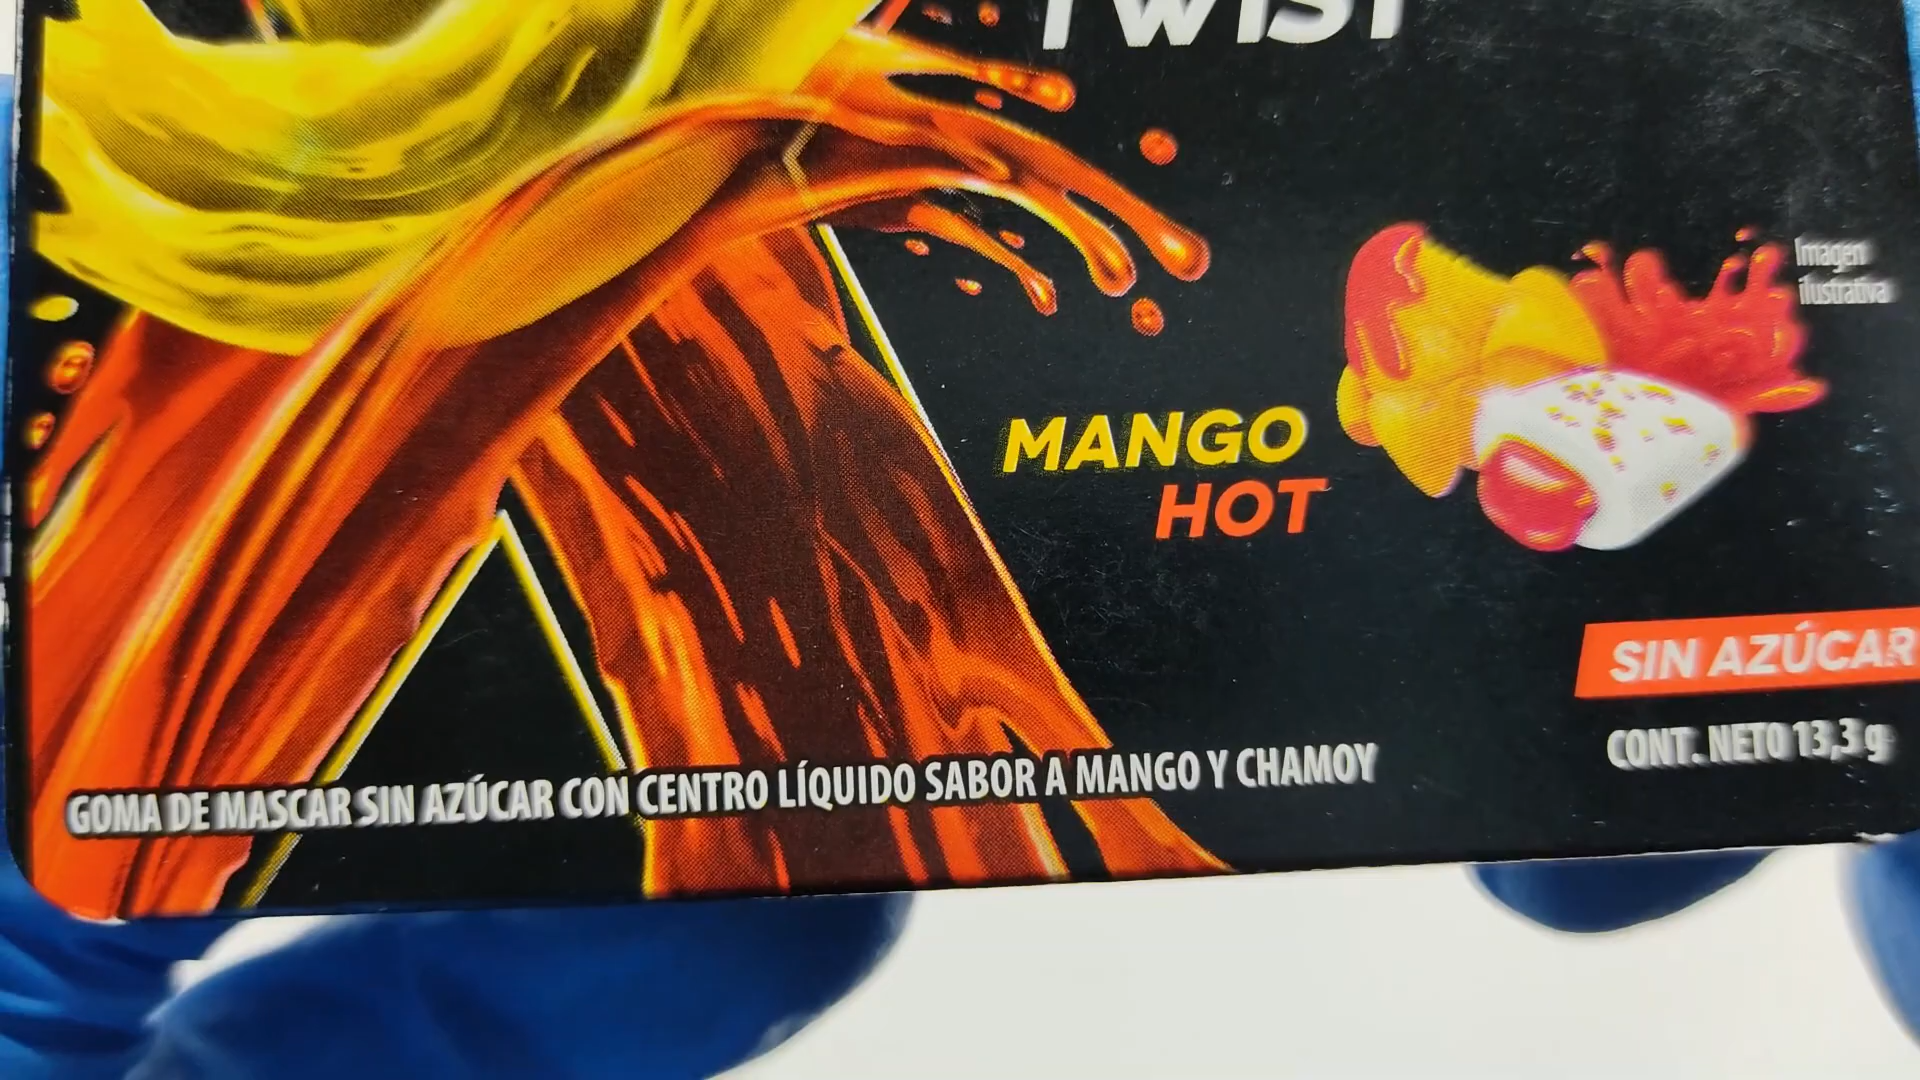 TWIST
Imagen
ilustrativa
MANGO
HOT
SIN AZÚCAR
CONT. NETO 13,3 g
GOMA DE MASCAR SIN AZÚCAR CON CENTRO LÍQUIDO SABOR A MANGO Y CHAMOY